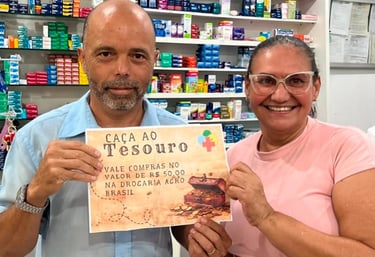 CAÇA AO
Tesouro
VALE COMPRAS NO
VALOR DE R$ 50,00
NA DROGARIA AGRO
BRASIL